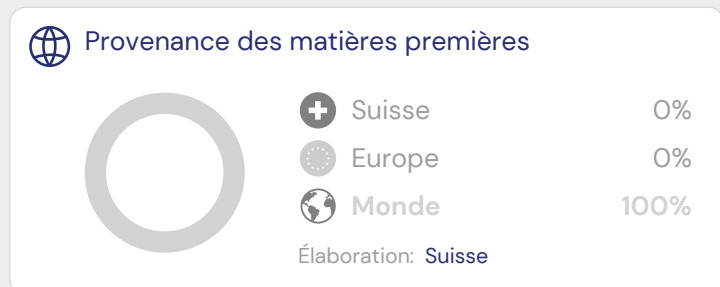 Provenance des matières premières
Suisse 0%
Europe 0%
Monde 100%
Élaboration: Suisse